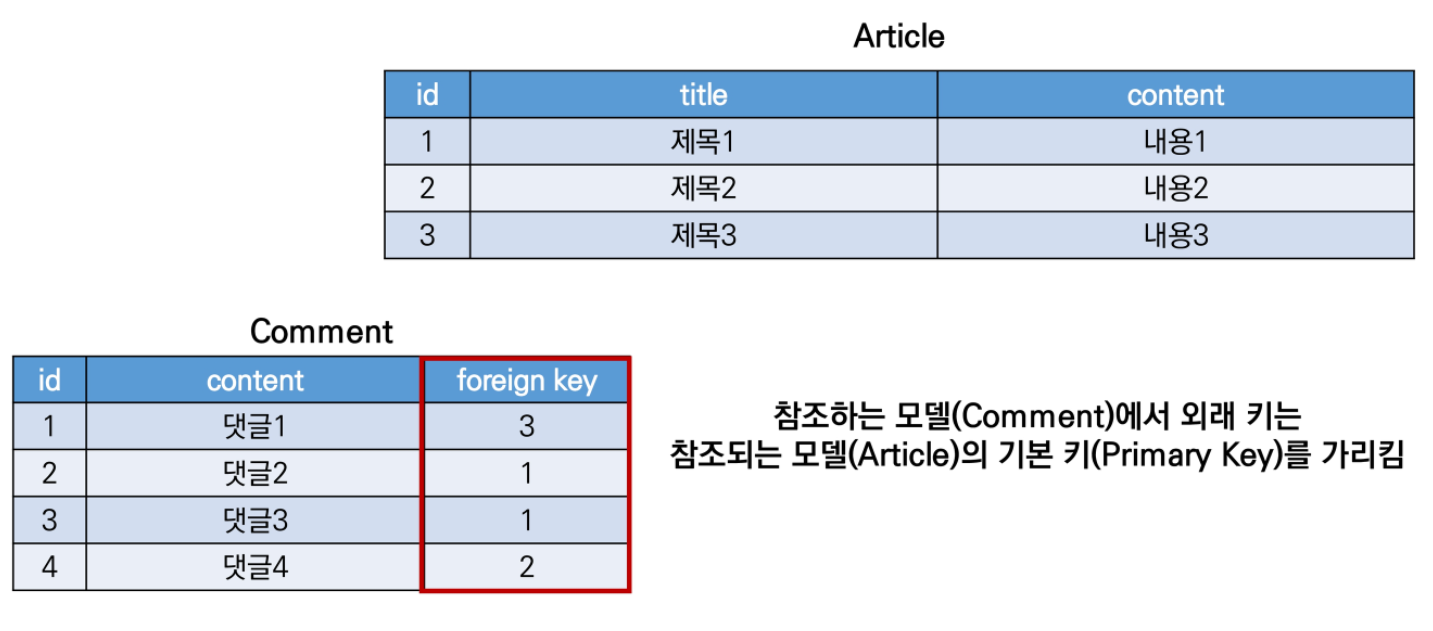 Article
id title content
1 제목1 내용1
2 제목2 내용2
3 제목3 내용3
Comment
id content foreign key
1 댓글1 3
2 댓글2 1
3 댓글3 1
4 댓글4 2
참조하는 모델(Comment)에서 외래 키는
참조되는 모델(Article)의 기본 키(Primary Key)를 가리킴